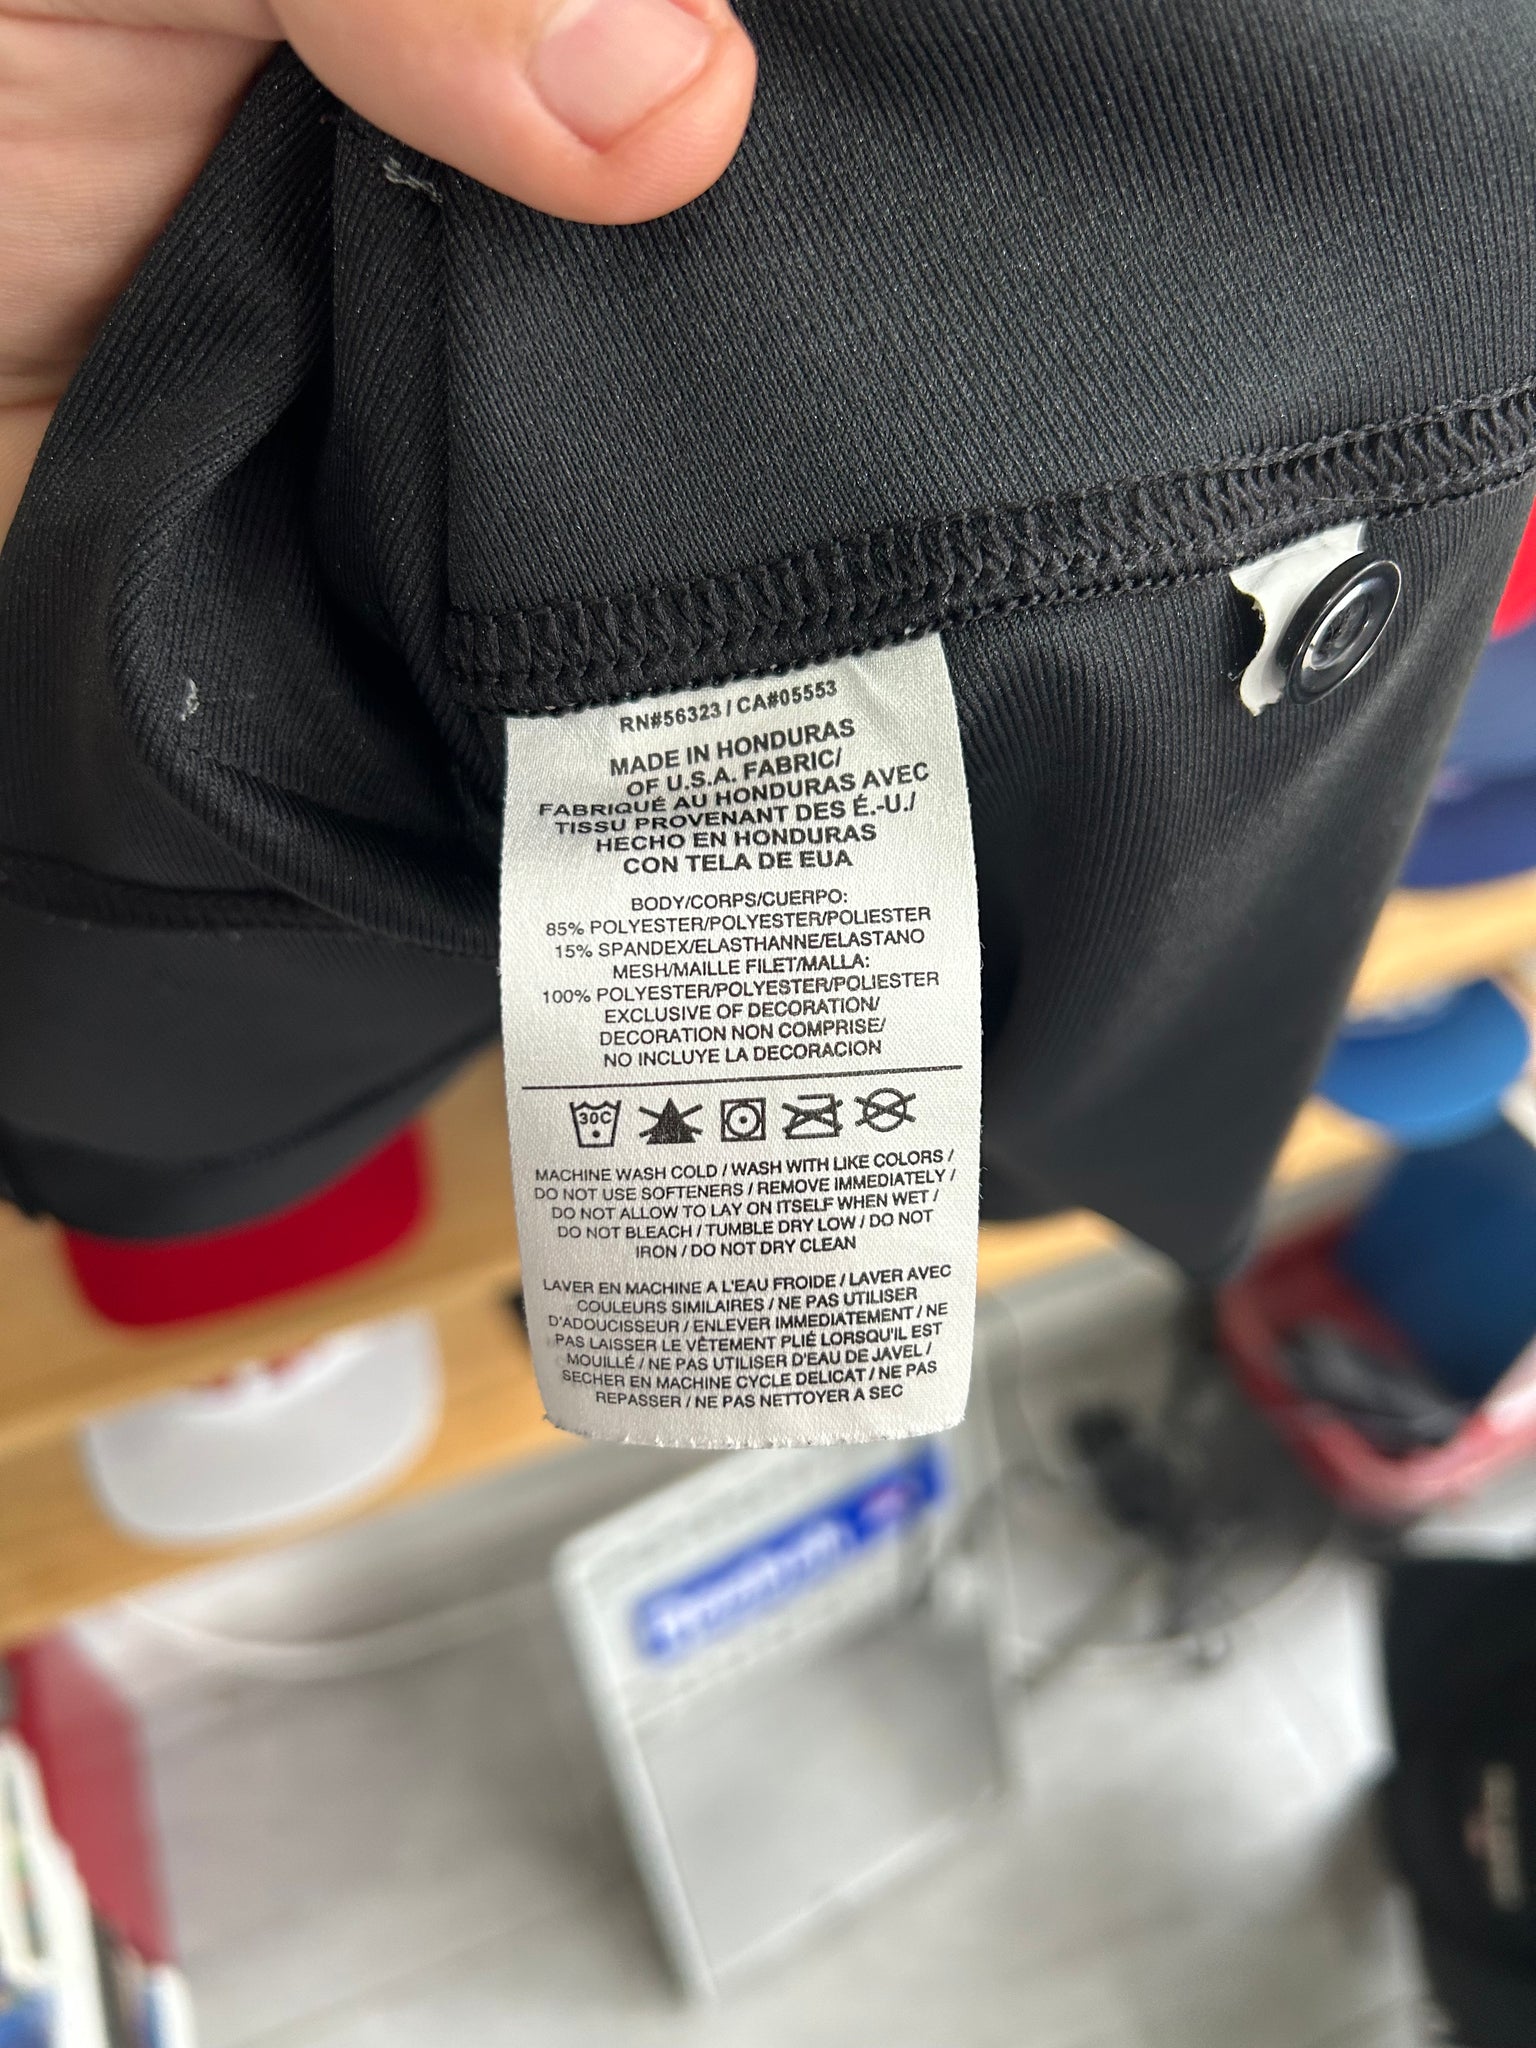 RN#56323 / CA#05553
MADE IN HONDURAS
OF U.S.A. FABRIC/
FABRIQUÉ AU HONDURAS AVEC
TISSU PROVENANT DES É.-U./
HECHO EN HONDURAS
CON TELA DE EUA
BODY/CORPS/CUERPO:
85% POLYESTER/POLYESTER/POLIESTER
15% SPANDEX/ELASTHANNE/ELASTANO
MESH/MAILLE FILET/MALLA:
100% POLYESTER/POLYESTER/POLIESTER
EXCLUSIVE OF DECORATION/
DECORATION NON COMPRISE/
NO INCLUYE LA DECORACION
30C
MACHINE WASH COLD / WASH WITH LIKE COLORS /
DO NOT USE SOFTENERS / REMOVE IMMEDIATELY /
DO NOT ALLOW TO LAY ON ITSELF WHEN WET /
DO NOT BLEACH / TUMBLE DRY LOW / DO NOT
IRON / DO NOT DRY CLEAN
LAVER EN MACHINE A L'EAU FROIDE / LAVER AVEC
COULEURS SIMILAIRES / NE PAS UTILISER
D'ADOUCISSEUR / ENLEVER IMMEDIATEMENT / NE
PAS LAISSER LE VÊTEMENT PLIÉ LORSQU'IL EST
MOUILLÉ / NE PAS UTILISER D'EAU DE JAVEL /
SECHER EN MACHINE CYCLE DELICAT / NE PAS
REPASSER / NE PAS NETTOYER A SEC